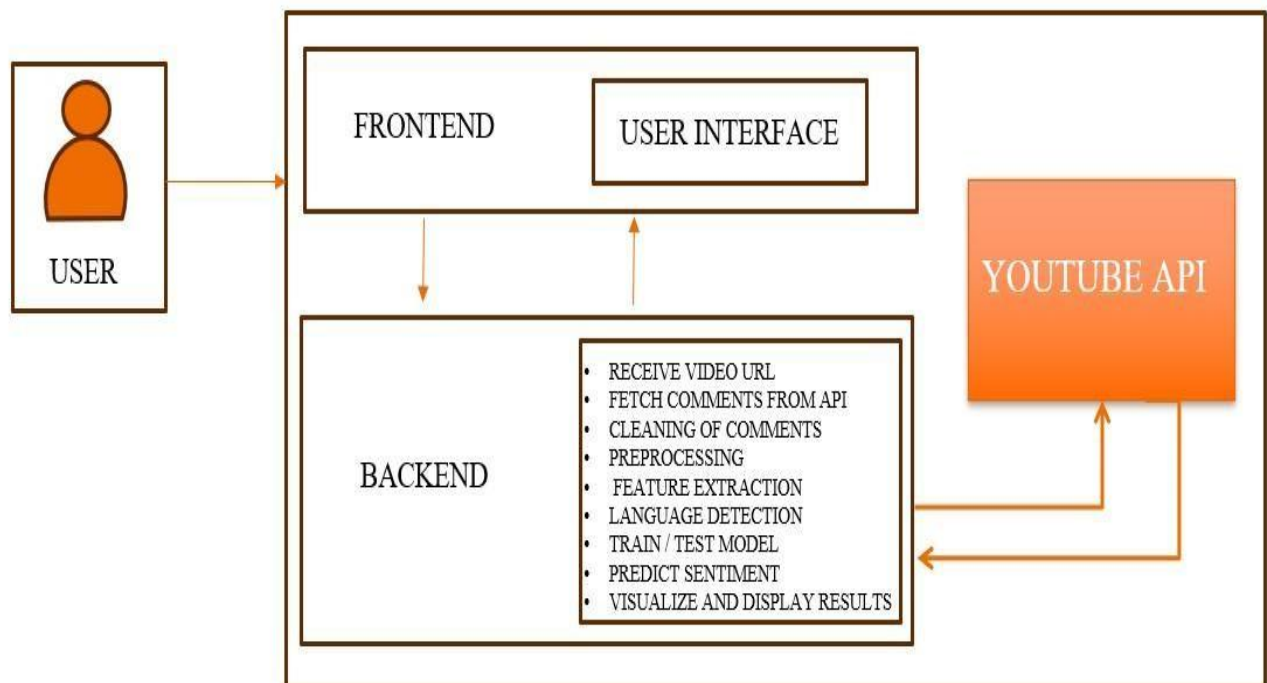 USER
FRONTEND
USER INTERFACE
YOUTUBE API
BACKEND
• RECEIVE VIDEO URL
• FETCH COMMENTS FROM API
• CLEANING OF COMMENTS
• PREPROCESSING
• FEATURE EXTRACTION
• LANGUAGE DETECTION
• TRAIN / TEST MODEL
• PREDICT SENTIMENT
• VISUALIZE AND DISPLAY RESULTS